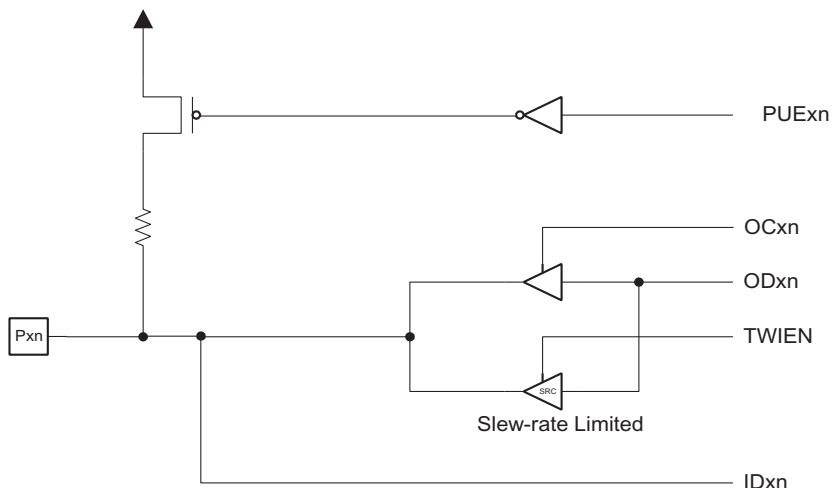 PUExn
OCxn
ODxn
Pxn
TWIEN
SRC
Slew-rate Limited
IDxn